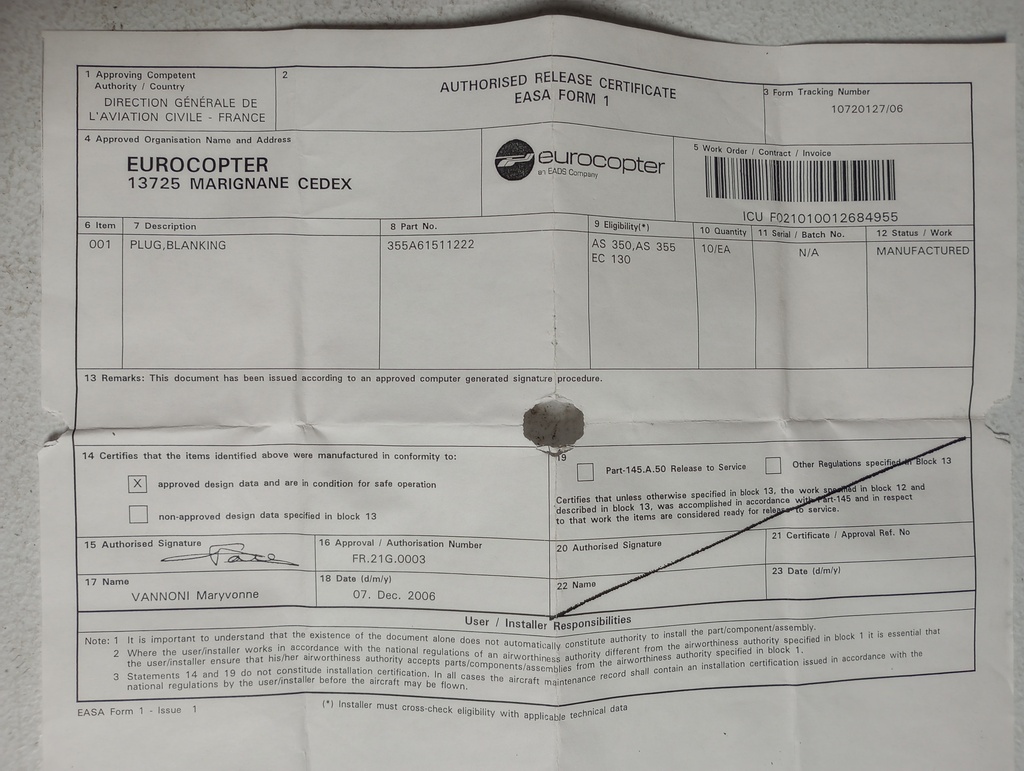 1 Approving Competent
Authority / Country
DIRECTION GÉNÉRALE DE
L'AVIATION CIVILE - FRANCE
2
AUTHORISED RELEASE CERTIFICATE
EASA FORM 1
3 Form Tracking Number
10720127/06
4 Approved Organisation Name and Address
EUROCOPTER
13725 MARIGNANE CEDEX
eurocopter
an EADS Company
5 Work Order / Contract / Invoice
ICU F021010012684955
6 Item 7 Description 8 Part No. 9 Eligibility(*) 10 Quantity 11 Serial / Batch No. 12 Status / Work
001 PLUG,BLANKING 355A61511222 AS 350,AS 355 10/EA N/A MANUFACTURED
EC 130
13 Remarks: This document has been issued according to an approved computer generated signature procedure.
14 Certifies that the items identified above were manufactured in conformity to:
X approved design data and are in condition for safe operation
non-approved design data specified in block 13
19
Part-145.A.50 Release to Service Other Regulations specified in Block 13
Certifies that unless otherwise specified in block 13, the work specified in block 12 and
described in block 13, was accomplished in accordance with Part-145 and in respect
to that work the items are considered ready for release to service.
15 Authorised Signature
16 Approval / Authorisation Number
FR.21G.0003
20 Authorised Signature
21 Certificate / Approval Ref. No
17 Name
VANNONI Maryvonne
18 Date (d/m/y)
07. Dec. 2006
22 Name
23 Date (d/m/y)
User / Installer Responsibilities
Note: 1 It is important to understand that the existence of the document alone does not automatically constitute authority to install the part/component/assembly.
2 Where the user/installer works in accordance with the national regulations of an airworthiness authority different from the airworthiness authority specified in block 1 it is essential that
the user/installer ensure that his/her airworthiness authority accepts parts/components/assemblies from the airworthiness authority specified in block 1.
3 Statements 14 and 19 do not constitute installation certification. In all cases the aircraft maintenance record shall contain an installation certification issued in accordance with the
national regulations by the user/installer before the aircraft may be flown.
EASA Form 1 - Issue 1
(*) Installer must cross-check eligibility with applicable technical data